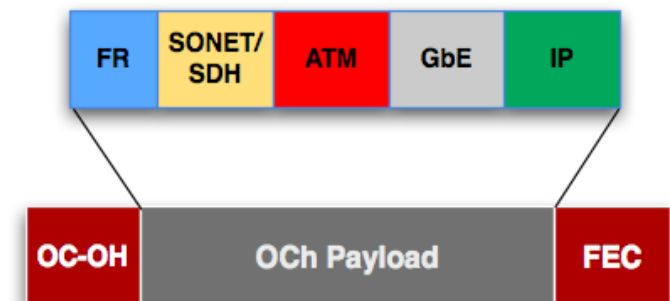 FR
SONET/
SDH
ATM
GbE
IP
OC-OH
OCh Payload
FEC